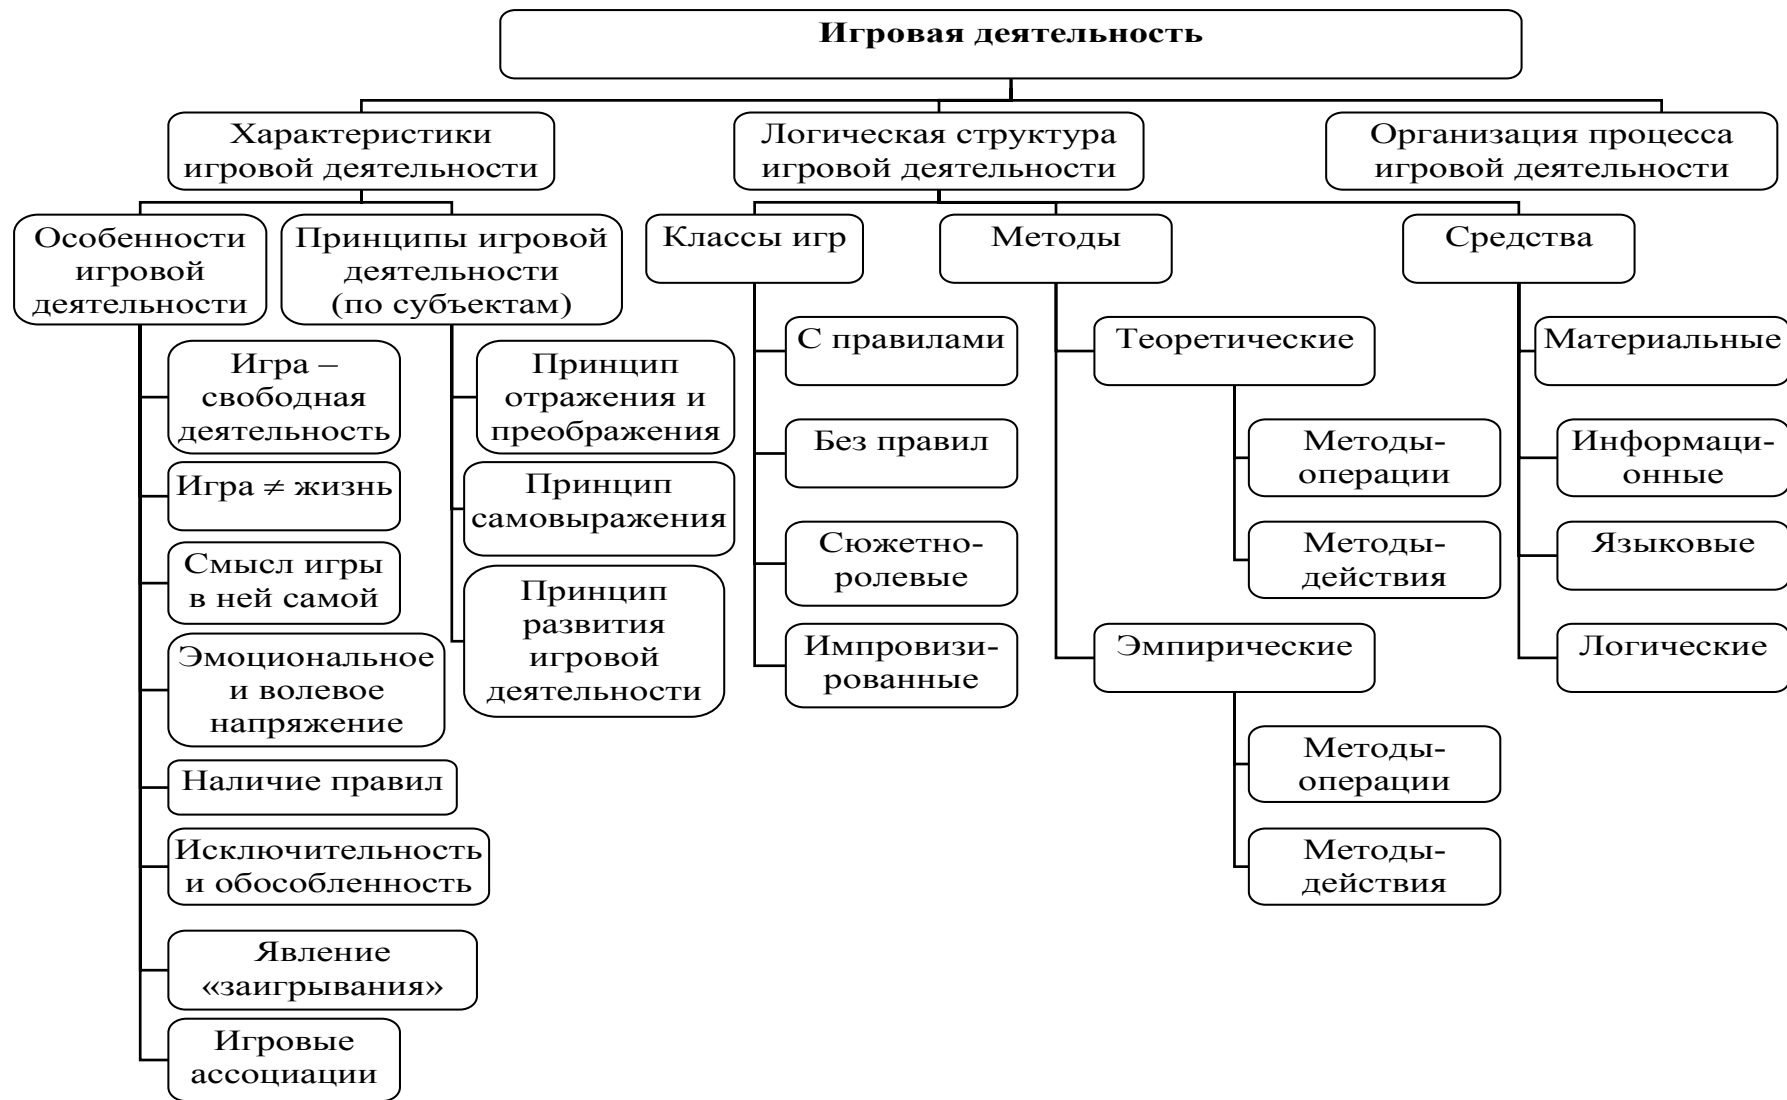 Игровая деятельность
Характеристики
игровой деятельности
Логическая структура
игровой деятельности
Организация процесса
игровой деятельности
Особенности
игровой
деятельности
Принципы игровой
деятельности
(по субъектам)
Классы игр
Методы
Средства
Игра –
свободная
деятельность
Игра ≠ жизнь
Смысл игры
в ней самой
Эмоциональное
и волевое
напряжение
Наличие правил
Исключительность
и обособленность
Явление
«заигрывания»
Игровые
ассоциации
Принцип
отражения и
преображения
Принцип
самовыражения
Принцип
развития
игровой
деятельности
С правилами
Без правил
Сюжетно-
ролевые
Импровизи-
рованные
Теоретические
Методы-
операции
Методы-
действия
Эмпирические
Методы-
операции
Методы-
действия
Материальные
Информаци-
онные
Языковые
Логические